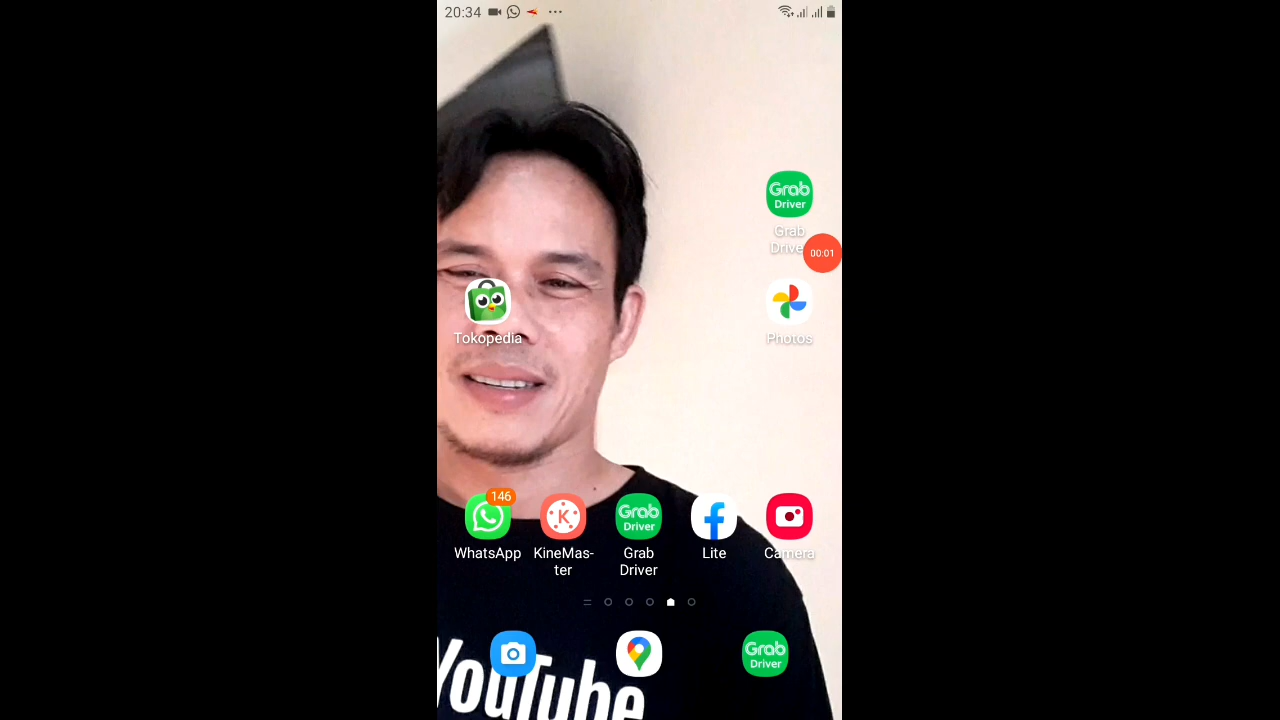 20:34
Grab
Driver
Grab
Drive
00:01
Tokopedia
Photos
146
K
Grab
Driver
WhatsApp
KineMas-
ter
Grab
Driver
Lite
Camera
Grab
Driver
YouTube